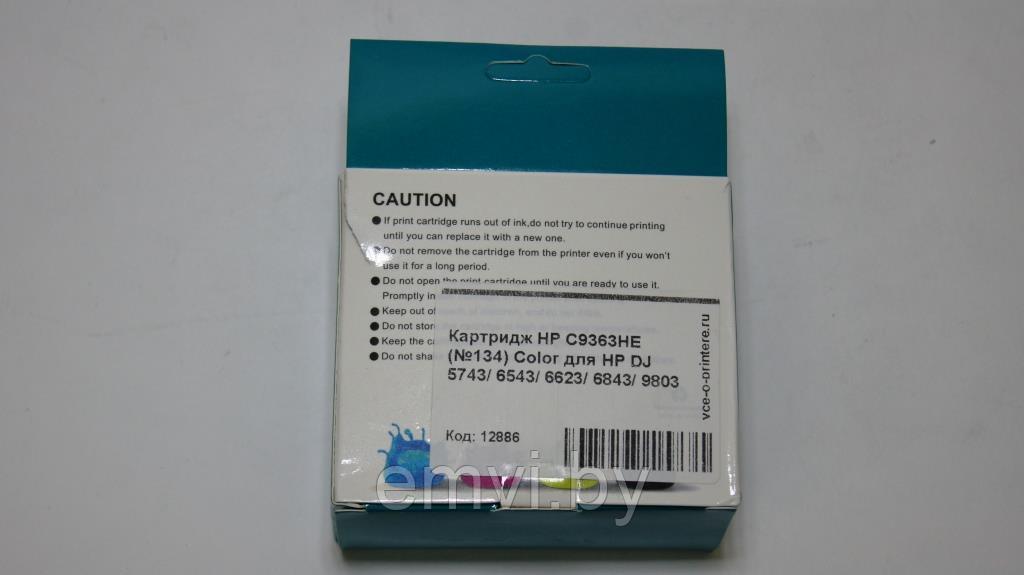 CAUTION
● If print cartridge runs out of ink,do not try to continue printing
until you can replace it with a new one.
● Do not remove the cartridge from the printer even if you won't
use it for a long period.
● Do not open the print cartridge until you are ready to use it.
Promptly in
● Keep out of
● Do not store
● Keep the
● Do not
Картридж HP C9363HE
(№134) Color для HP DJ
5743/ 6543/ 6623/ 6843/ 9803
Код: 12886
vce-o-printere.ru
emvi.by